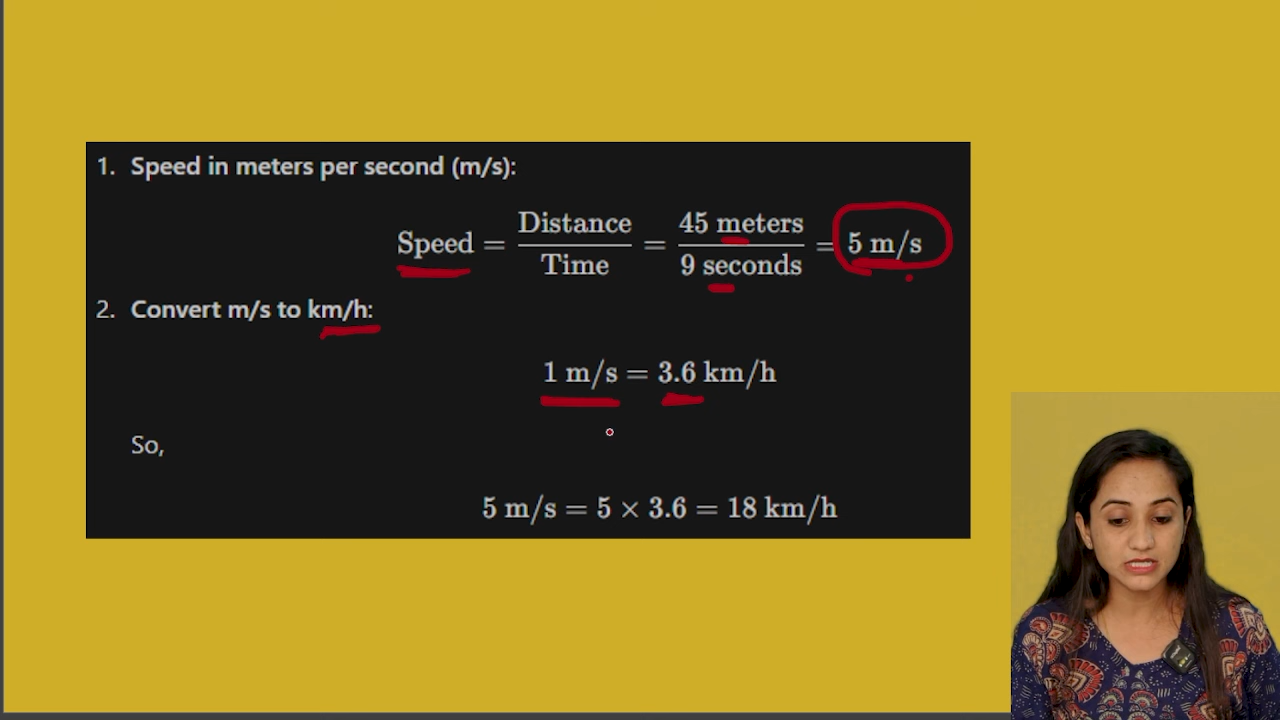 1. Speed in meters per second (m/s):
Speed = Distance / Time = 45 meters / 9 seconds = 5 m/s
2. Convert m/s to km/h:
1 m/s = 3.6 km/h
So,
5 m/s = 5 × 3.6 = 18 km/h